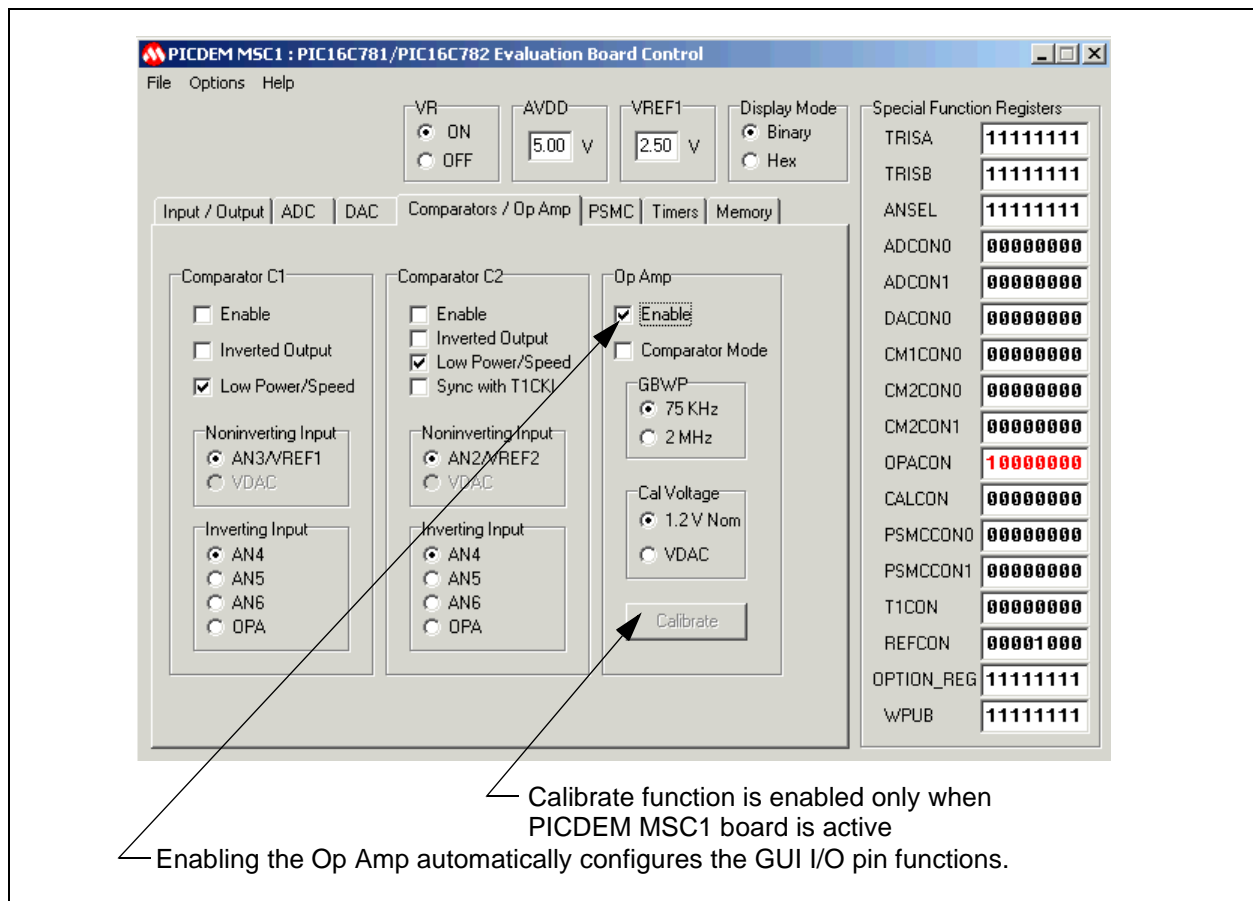 PICDEM MSC1 : PIC16C781/PIC16C782 Evaluation Board Control
File Options Help
VR
ON
OFF
AVDD
5.00 V
VREF1
2.50 V
Display Mode
Binary
Hex
Input / Output ADC DAC Comparators / Op Amp PSMC Timers Memory
Comparator C1
Enable
Inverted Output
Low Power/Speed
Noninverting Input
AN3/VREF1
VDAC
Inverting Input
AN4
AN5
AN6
OPA
Comparator C2
Enable
Inverted Output
Low Power/Speed
Sync with T1CKI
Noninverting Input
AN2/VREF2
VDAC
Inverting Input
AN4
AN5
AN6
OPA
Op Amp
Enable
Comparator Mode
GBWP
75 KHz
2 MHz
Cal Voltage
1.2 V Nom
VDAC
Calibrate
Special Function Registers
TRISA 11111111
TRISB 11111111
ANSEL 11111111
ADCON0 00000000
ADCON1 00000000
DACON0 00000000
CM1CON0 00000000
CM2CON0 00000000
CM2CON1 00000000
OPACON 10000000
CALCON 00000000
PSMCCON0 00000000
PSMCCON1 00000000
T1CON 00000000
REFCON 00001000
OPTION_REG 11111111
WPUB 11111111
Calibrate function is enabled only when
PICDEM MSC1 board is active
Enabling the Op Amp automatically configures the GUI I/O pin functions.